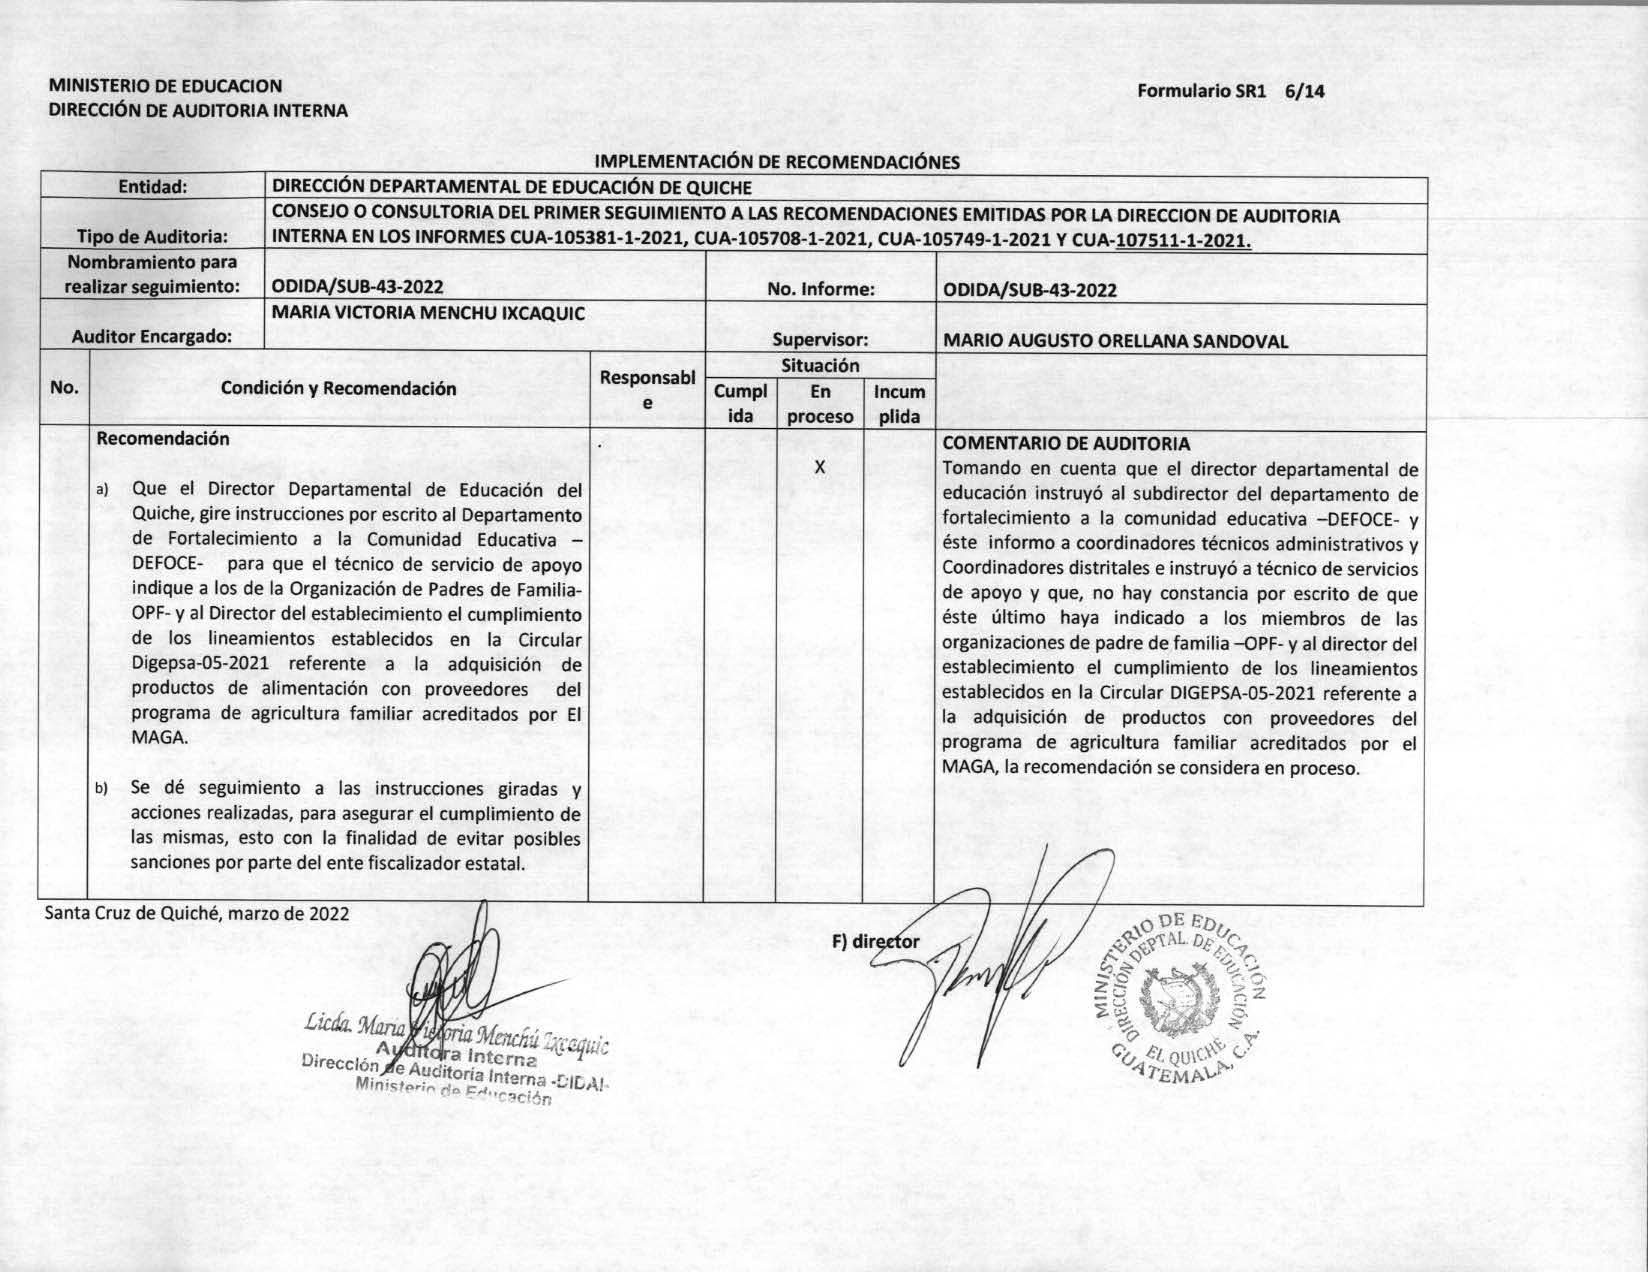 MINISTERIO DE EDUCACION
DIRECCIÓN DE AUDITORIA INTERNA
Formulario SR1 6/14
IMPLEMENTACIÓN DE RECOMENDACIÓNES
Entidad:
DIRECCIÓN DEPARTAMENTAL DE EDUCACIÓN DE QUICHE
Tipo de Auditoria:
CONSEJO O CONSULTORIA DEL PRIMER SEGUIMIENTO A LAS RECOMENDACIONES EMITIDAS POR LA DIRECCION DE AUDITORIA
INTERNA EN LOS INFORMES CUA-105381-1-2021, CUA-105708-1-2021, CUA-105749-1-2021 Y CUA-107511-1-2021.
Nombramiento para
realizar seguimiento:
ODIDA/SUB-43-2022
No. Informe:
ODIDA/SUB-43-2022
Auditor Encargado:
MARIA VICTORIA MENCHU IXCAQUIC
Supervisor:
MARIO AUGUSTO ORELLANA SANDOVAL
No.
Condición y Recomendación
Responsabl
e
Situación
Cumpl
ida
En
proceso
Incum
plida
Recomendación
a) Que el Director Departamental de Educación del
Quiche, gire instrucciones por escrito al Departamento
de Fortalecimiento a la Comunidad Educativa –
DEFOCE- para que el técnico de servicio de apoyo
indique a los de la Organización de Padres de Familia-
OPF- y al Director del establecimiento el cumplimiento
de los lineamientos establecidos en la Circular
Digepsa-05-2021 referente a la adquisición de
productos de alimentación con proveedores del
programa de agricultura familiar acreditados por El
MAGA.
b) Se dé seguimiento a las instrucciones giradas y
acciones realizadas, para asegurar el cumplimiento de
las mismas, esto con la finalidad de evitar posibles
sanciones por parte del ente fiscalizador estatal.
.
X
COMENTARIO DE AUDITORIA
Tomando en cuenta que el director departamental de
educación instruyó al subdirector del departamento de
fortalecimiento a la comunidad educativa –DEFOCE- y
éste informo a coordinadores técnicos administrativos y
Coordinadores distritales e instruyó a técnico de servicios
de apoyo y que, no hay constancia por escrito de que
éste último haya indicado a los miembros de las
organizaciones de padre de familia –OPF- y al director del
establecimiento el cumplimiento de los lineamientos
establecidos en la Circular DIGEPSA-05-2021 referente a
la adquisición de productos con proveedores del
programa de agricultura familiar acreditados por el
MAGA, la recomendación se considera en proceso.
Santa Cruz de Quiché, marzo de 2022
F) director
Licda. Maria Victoria Menchú Ixcaquic
Auditora Interna
Dirección de Auditoría Interna -DIDAI-
Ministerio de Educación
MINISTERIO DE EDUCACIÓN
DIRECCIÓN DEPTAL. DE EDUCACIÓN
EL QUICHE
GUATEMALA, C.A.